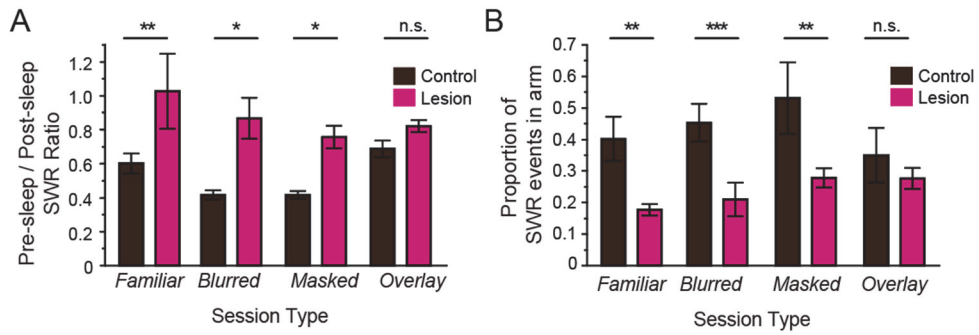 A
** * * n.s.
Control
Lesion
Pre-sleep / Post-sleep
SWR Ratio
1.2
1.0
0.8
0.6
0.4
0.2
0
Familiar Blurred Masked Overlay
Session Type
B
** *** ** n.s.
Control
Lesion
Proportion of
SWR events in arm
0.7
0.6
0.5
0.4
0.3
0.2
0.1
0
Familiar Blurred Masked Overlay
Session Type